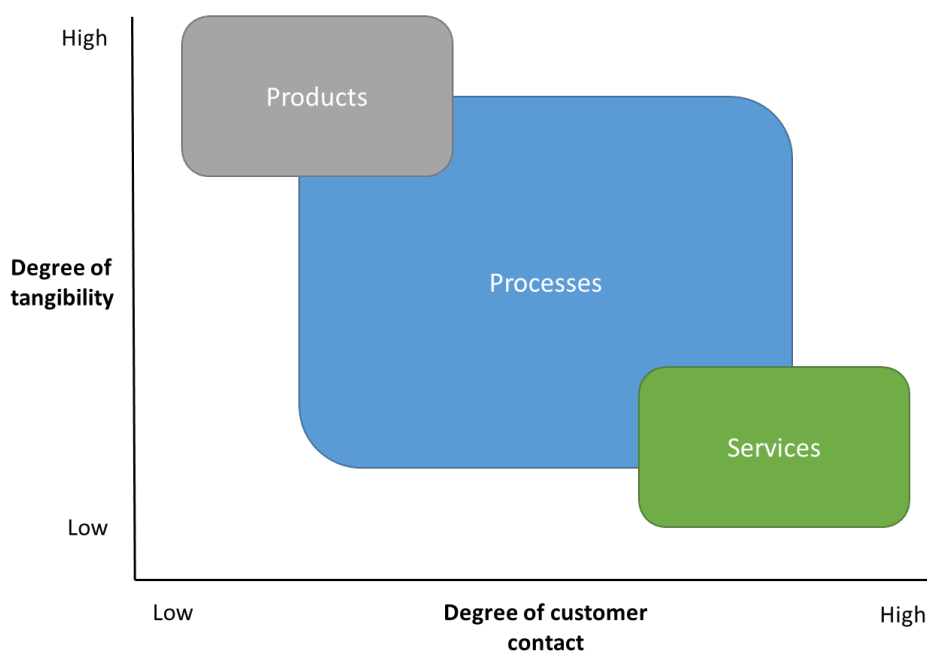 High
Products
Degree of
tangibility
Processes
Services
Low
Low
Degree of customer
contact
High